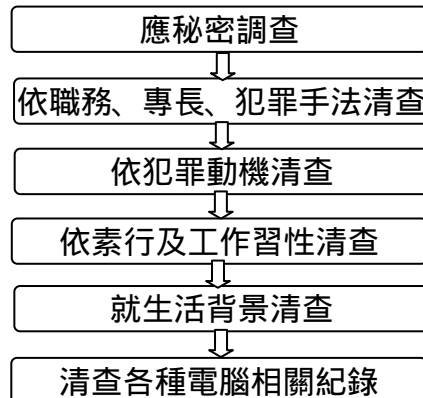 應秘密調查
依職務、專長、犯罪手法清查
依犯罪動機清查
依素行及工作習性清查
就生活背景清查
清查各種電腦相關紀錄